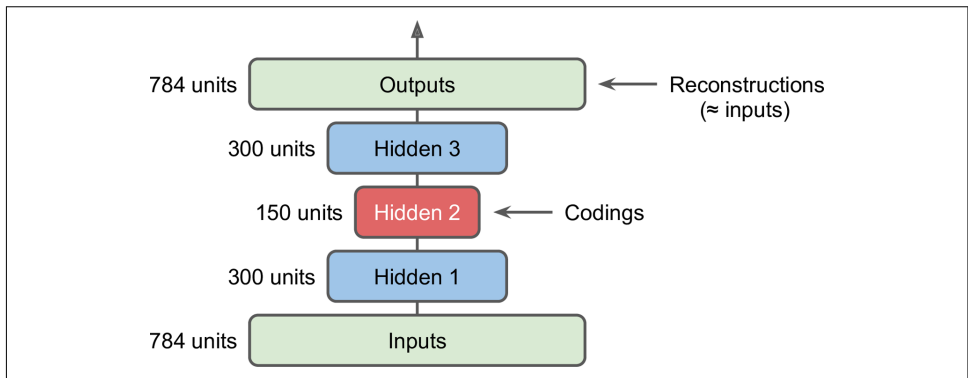 784 units
Outputs
Reconstructions
(≈ inputs)
300 units
Hidden 3
150 units
Hidden 2
Codings
300 units
Hidden 1
784 units
Inputs